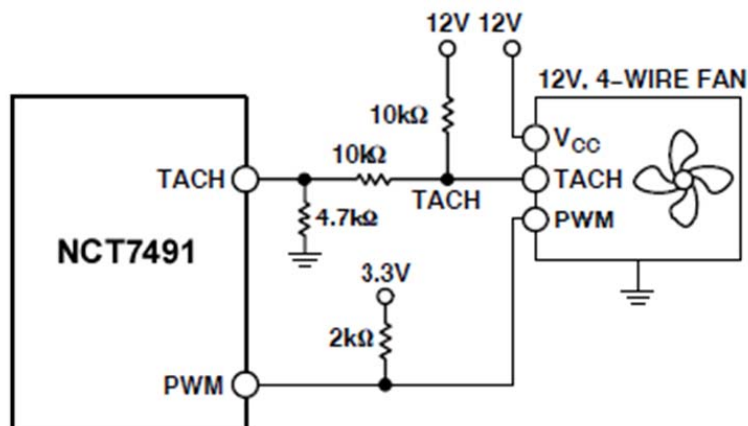 12V 12V
12V, 4-WIRE FAN
10kΩ
VCC
10kΩ
TACH
TACH
TACH
4.7kΩ
PWM
NCT7491
3.3V
2kΩ
PWM